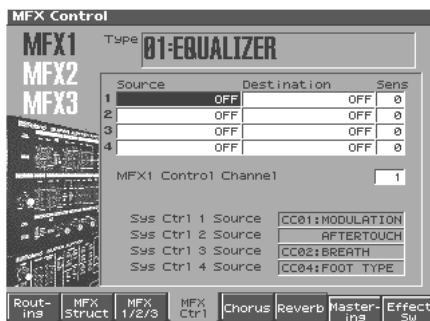 MFX Control
MFX1
MFX2
MFX3
Type 01:EQUALIZER
Source Destination Sens
1 OFF OFF 0
2 OFF OFF 0
3 OFF OFF 0
4 OFF OFF 0
MFX1 Control Channel 1
Sys Ctrl 1 Source CC01:MODULATION
Sys Ctrl 2 Source AFTERTOUCH
Sys Ctrl 3 Source CC02:BREATH
Sys Ctrl 4 Source CC04:FOOT TYPE
Rout-ing MFX Struct MFX 1/2/3 MFX Ctrl Chorus Reverb Master-ing Effect Sw